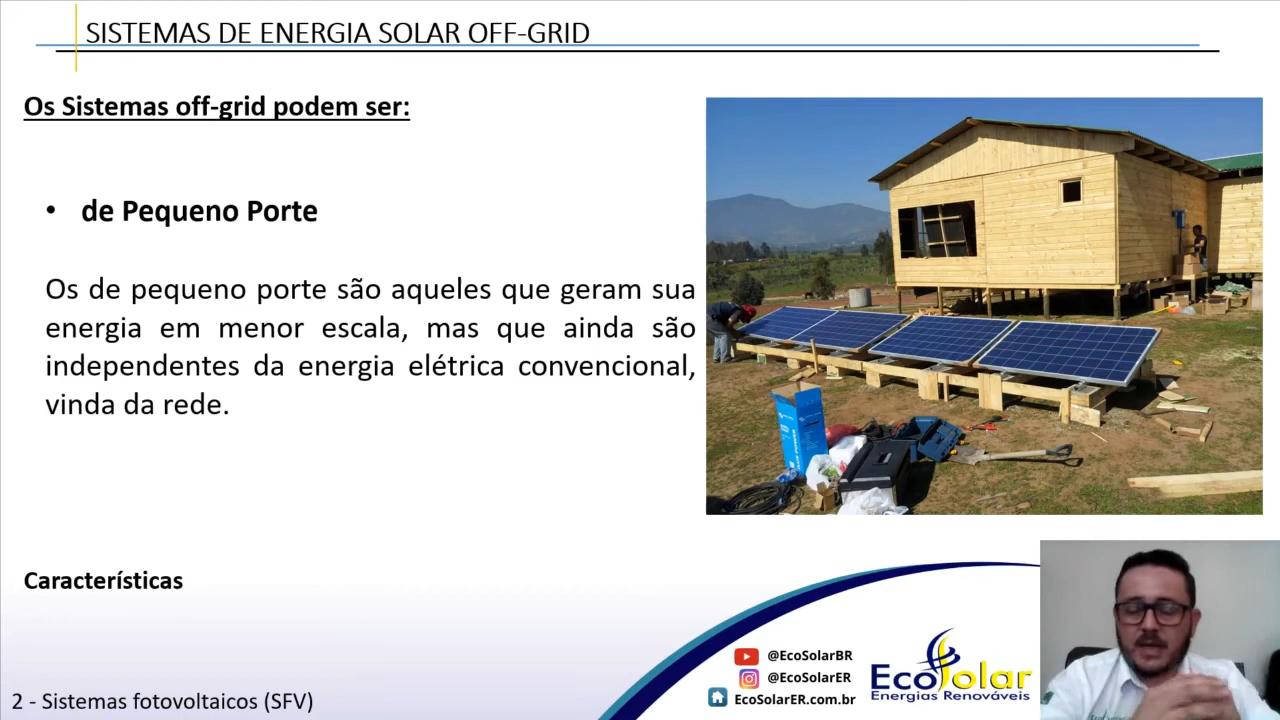 SISTEMAS DE ENERGIA SOLAR OFF-GRID
Os Sistemas off-grid podem ser:
• de Pequeno Porte
Os de pequeno porte são aqueles que geram sua
energia em menor escala, mas que ainda são
independentes da energia elétrica convencional,
vinda da rede.
Características
@EcoSolarBR
@EcoSolarER
EcoSolarER.com.br
EcoSolar
Energias Renováveis
2 - Sistemas fotovoltaicos (SFV)